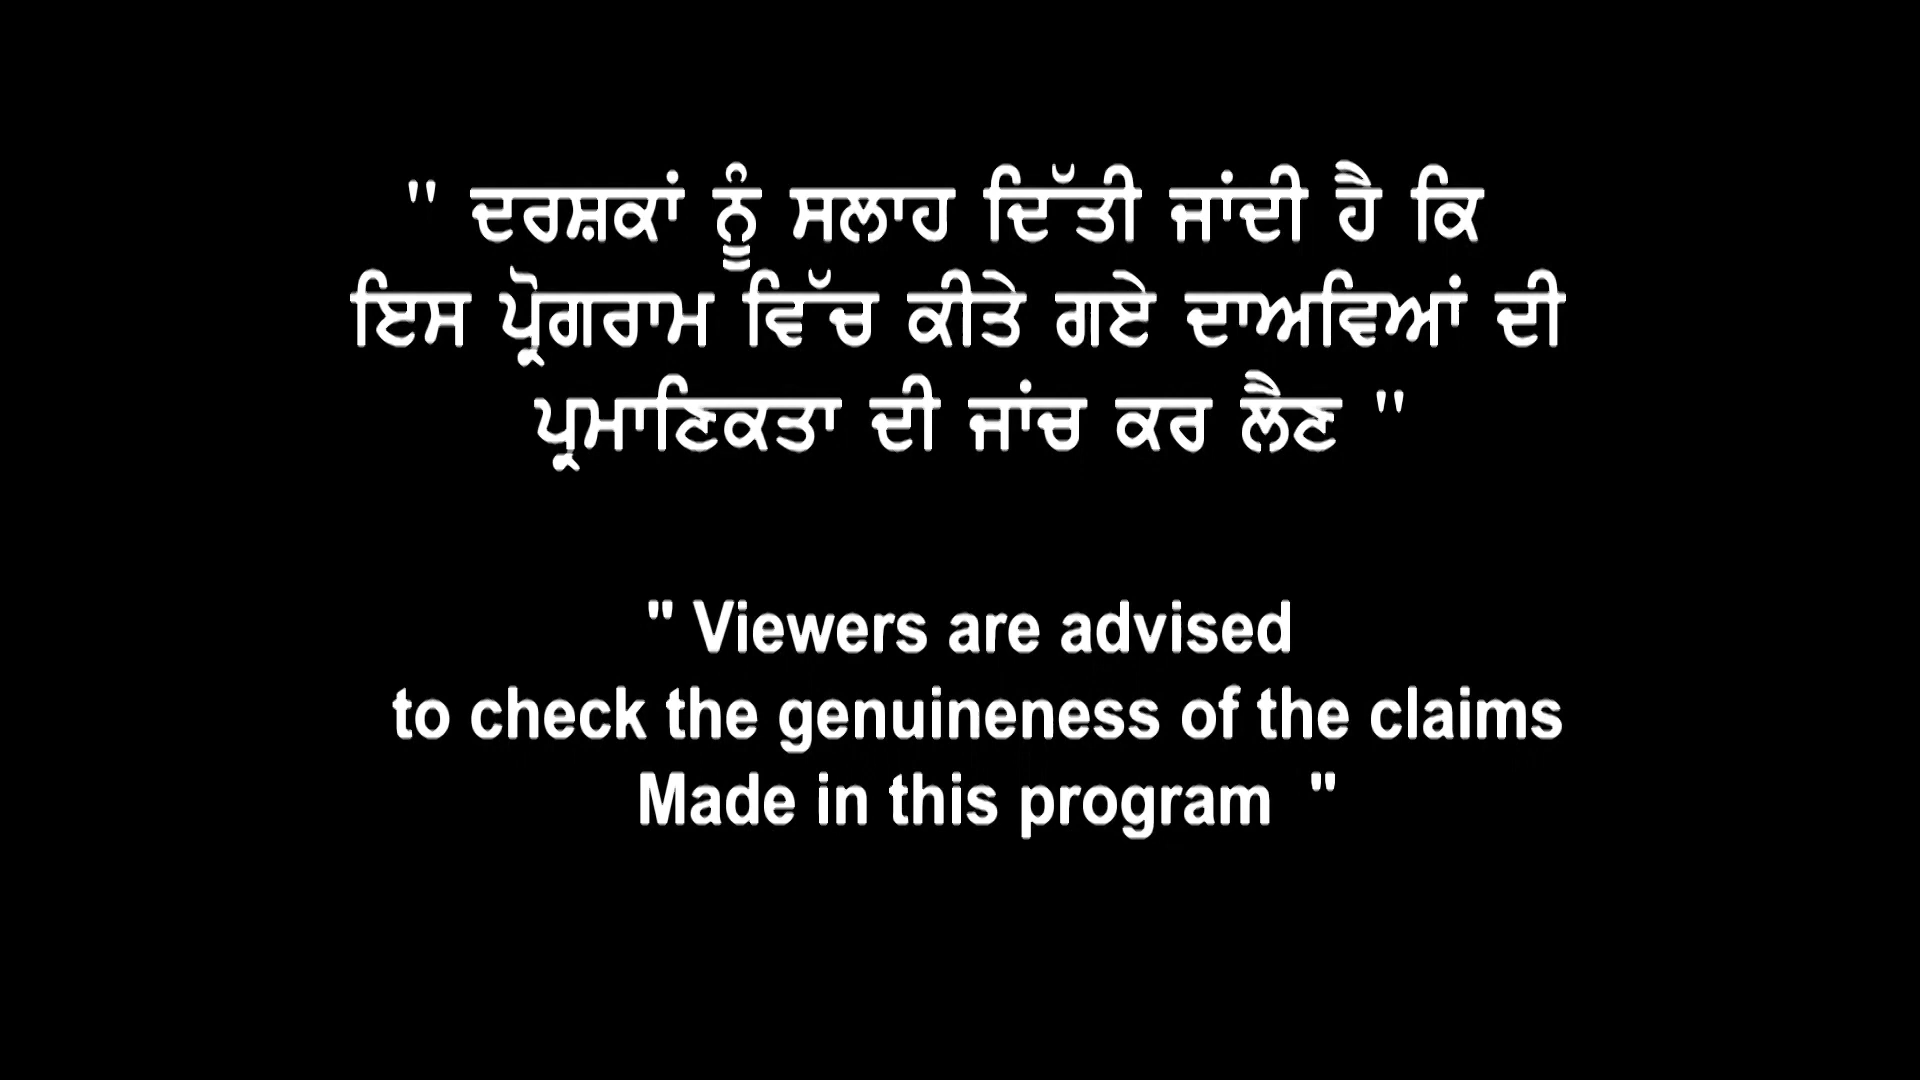 " ਦਰਸ਼ਕਾਂ ਨੂੰ ਸਲਾਹ ਦਿੱਤੀ ਜਾਂਦੀ ਹੈ ਕਿ
ਇਸ ਪ੍ਰੋਗਰਾਮ ਵਿੱਚ ਕੀਤੇ ਗਏ ਦਾਅਵਿਆਂ ਦੀ
ਪ੍ਰਮਾਣਿਕਤਾ ਦੀ ਜਾਂਚ ਕਰ ਲੈਣ "
" Viewers are advised
to check the genuineness of the claims
Made in this program "